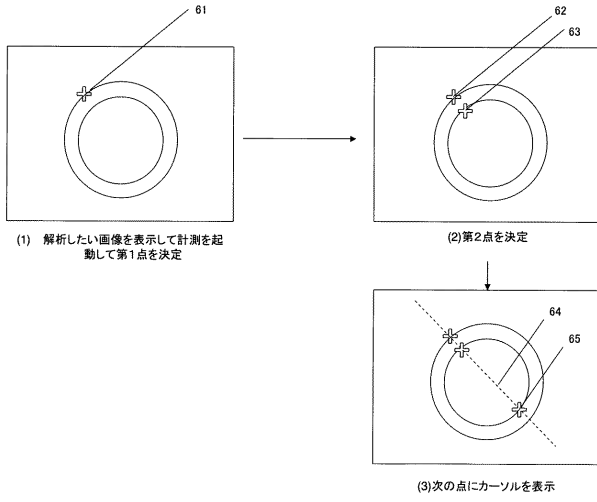 61
62
63
(1) 解析したい画像を表示して計測を起
動して第1点を決定
(2)第2点を決定
64
65
(3)次の点にカーソルを表示